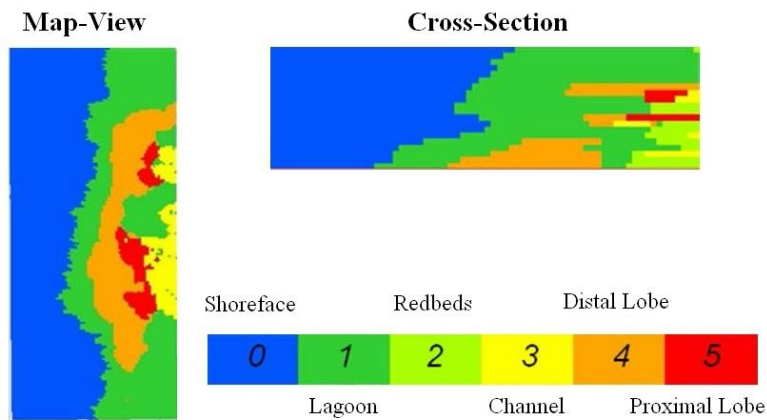 Map-View
Cross-Section
Shoreface Redbeds Distal Lobe
0 1 2 3 4 5
Lagoon Channel Proximal Lobe